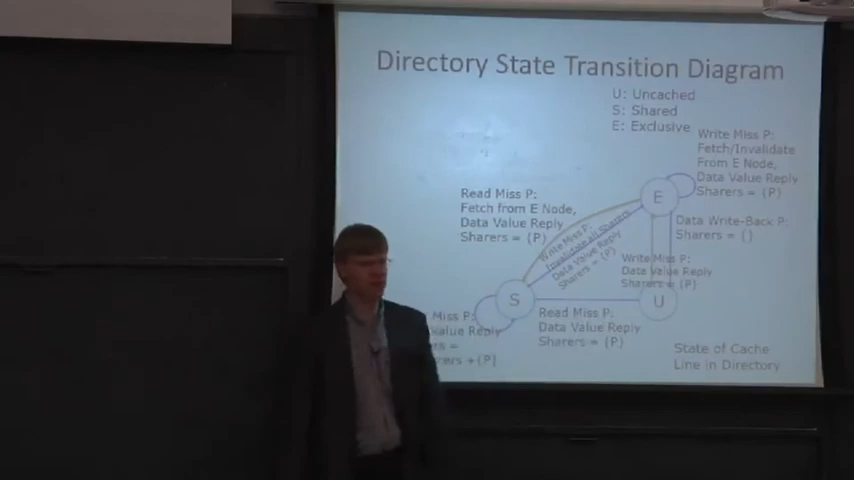 Directory State Transition Diagram
U: Uncached
S: Shared
E: Exclusive
Write Miss P:
Fetch/Invalidate
From E Node,
Data Value Reply
Sharers = {P}
Read Miss P:
Fetch from E Node,
Data Value Reply
Sharers = {P}
E
Write Miss P:
Invalidate all Sharers
Data Value Reply
Sharers = {P}
Data Write-Back P:
Sharers = {}
Write Miss P:
Data Value Reply
Sharers = {P}
S
U
Miss P:
Value Reply
=
+{P}
Read Miss P:
Data Value Reply
Sharers = {P}
State of Cache
Line in Directory